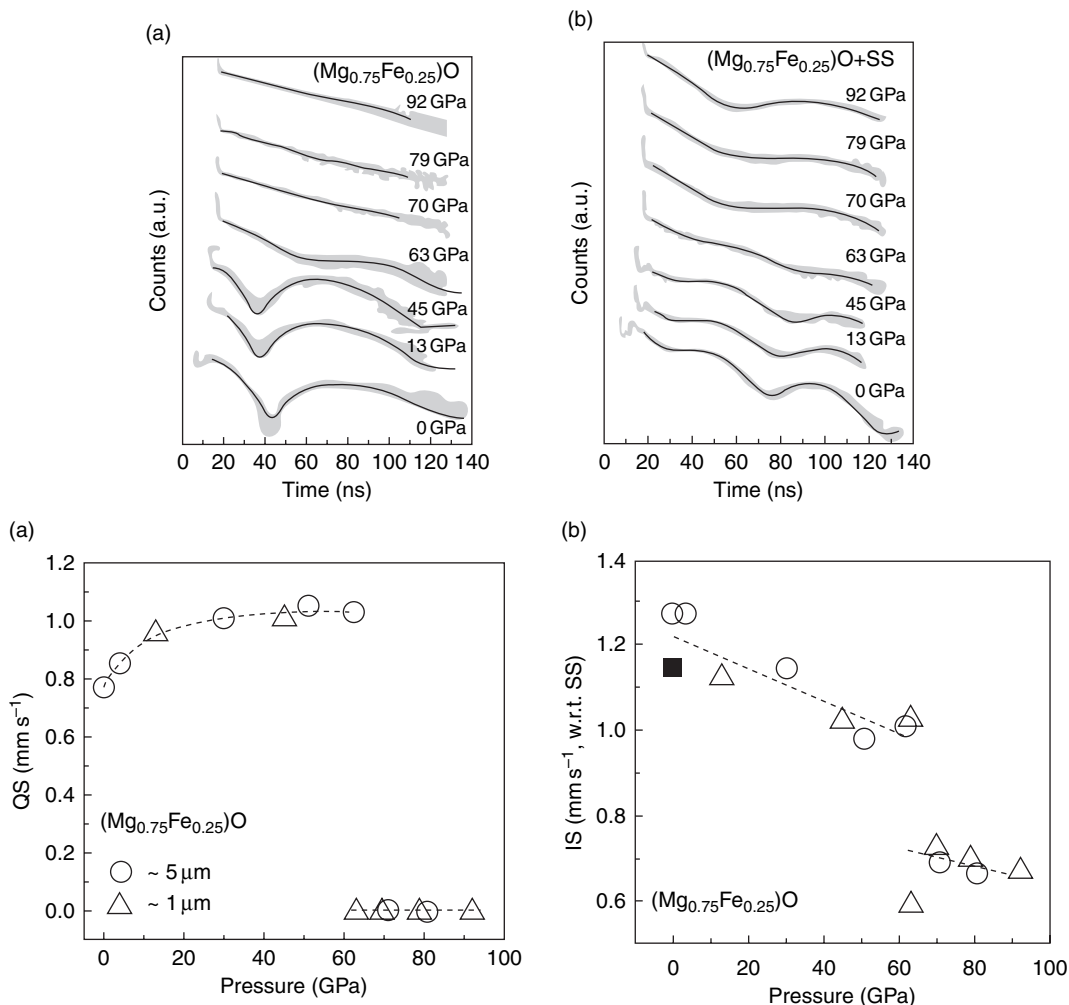 (a)
(Mg0.75Fe0.25)O
92 GPa
79 GPa
70 GPa
63 GPa
45 GPa
13 GPa
0 GPa
Counts (a.u.)
0 20 40 60 80 100 120 140
Time (ns)
(b)
(Mg0.75Fe0.25)O+SS
92 GPa
79 GPa
70 GPa
63 GPa
45 GPa
13 GPa
0 GPa
Counts (a.u.)
0 20 40 60 80 100 120 140
Time (ns)
(a)
1.2
1.0
0.8
0.6
0.4
0.2
0.0
QS (mm s−1)
(Mg0.75Fe0.25)O
~ 5 μm
~ 1 μm
0 20 40 60 80 100
Pressure (GPa)
(b)
1.4
1.2
1.0
0.8
0.6
IS (mm s−1, w.r.t. SS)
(Mg0.75Fe0.25)O
0 20 40 60 80 100
Pressure (GPa)